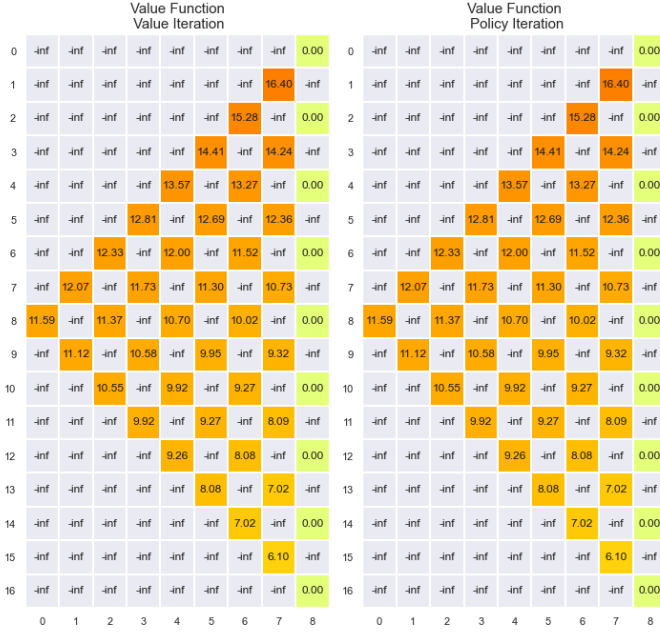 Value Function Value Function
Value Iteration Policy Iteration
0 -inf -inf -inf -inf -inf -inf -inf -inf 0.00 0 -inf -inf -inf -inf -inf -inf -inf -inf 0.00
1 -inf -inf -inf -inf -inf -inf -inf 16.40 -inf 1 -inf -inf -inf -inf -inf -inf -inf 16.40 -inf
2 -inf -inf -inf -inf -inf -inf 15.28 -inf 0.00 2 -inf -inf -inf -inf -inf -inf 15.28 -inf 0.00
3 -inf -inf -inf -inf -inf 14.41 -inf 14.24 -inf 3 -inf -inf -inf -inf -inf 14.41 -inf 14.24 -inf
4 -inf -inf -inf -inf 13.57 -inf 13.27 -inf 0.00 4 -inf -inf -inf -inf 13.57 -inf 13.27 -inf 0.00
5 -inf -inf -inf 12.81 -inf 12.69 -inf 12.36 -inf 5 -inf -inf -inf 12.81 -inf 12.69 -inf 12.36 -inf
6 -inf -inf 12.33 -inf 12.00 -inf 11.52 -inf 0.00 6 -inf -inf 12.33 -inf 12.00 -inf 11.52 -inf 0.00
7 -inf 12.07 -inf 11.73 -inf 11.30 -inf 10.73 -inf 7 -inf 12.07 -inf 11.73 -inf 11.30 -inf 10.73 -inf
8 11.59 -inf 11.37 -inf 10.70 -inf 10.02 -inf 0.00 8 11.59 -inf 11.37 -inf 10.70 -inf 10.02 -inf 0.00
9 -inf 11.12 -inf 10.58 -inf 9.95 -inf 9.32 -inf 9 -inf 11.12 -inf 10.58 -inf 9.95 -inf 9.32 -inf
10 -inf -inf 10.55 -inf 9.92 -inf 9.27 -inf 0.00 10 -inf -inf 10.55 -inf 9.92 -inf 9.27 -inf 0.00
11 -inf -inf -inf 9.92 -inf 9.27 -inf 8.09 -inf 11 -inf -inf -inf 9.92 -inf 9.27 -inf 8.09 -inf
12 -inf -inf -inf -inf 9.26 -inf 8.08 -inf 0.00 12 -inf -inf -inf -inf 9.26 -inf 8.08 -inf 0.00
13 -inf -inf -inf -inf -inf 8.08 -inf 7.02 -inf 13 -inf -inf -inf -inf -inf 8.08 -inf 7.02 -inf
14 -inf -inf -inf -inf -inf -inf 7.02 -inf 0.00 14 -inf -inf -inf -inf -inf -inf 7.02 -inf 0.00
15 -inf -inf -inf -inf -inf -inf -inf 6.10 -inf 15 -inf -inf -inf -inf -inf -inf -inf 6.10 -inf
16 -inf -inf -inf -inf -inf -inf -inf -inf 0.00 16 -inf -inf -inf -inf -inf -inf -inf -inf 0.00
0 1 2 3 4 5 6 7 8 0 1 2 3 4 5 6 7 8